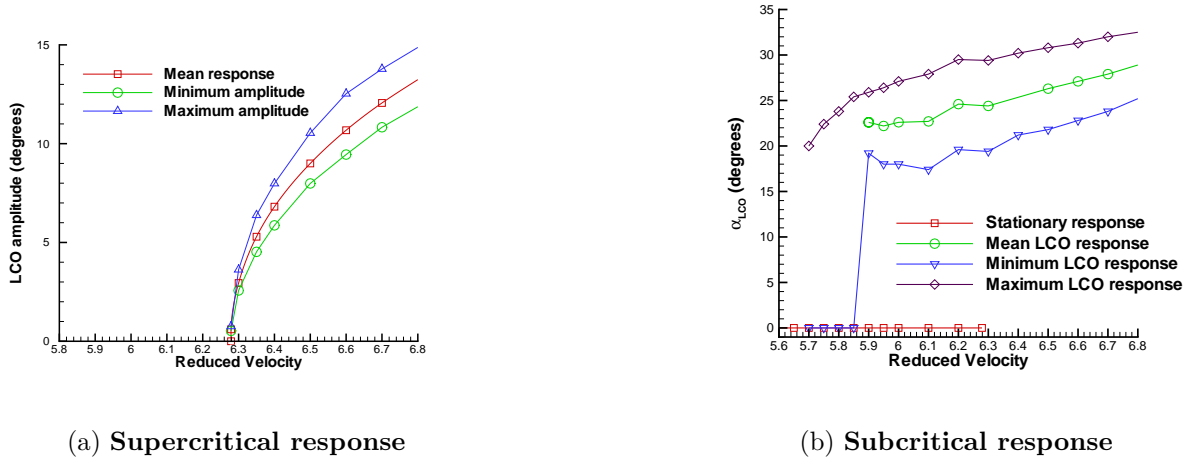 15
10
5
0
LCO amplitude (degrees)
Mean response
Minimum amplitude
Maximum amplitude
5.8 5.9 6 6.1 6.2 6.3 6.4 6.5 6.6 6.7 6.8
Reduced Velocity
(a) Supercritical response
35
30
25
20
15
10
5
0
αLCO (degrees)
Stationary response
Mean LCO response
Minimum LCO response
Maximum LCO response
5.6 5.7 5.8 5.9 6 6.1 6.2 6.3 6.4 6.5 6.6 6.7 6.8
Reduced Velocity
(b) Subcritical response